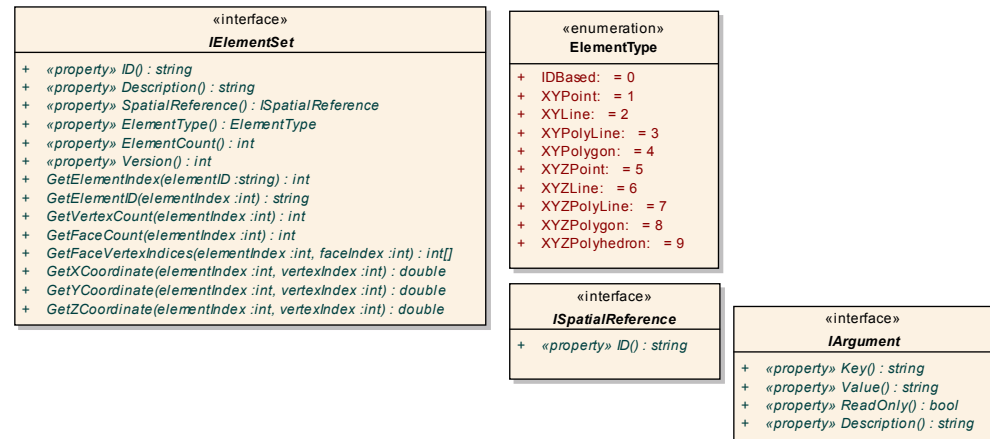 «interface»
IElementSet
+ «property» ID() : string
+ «property» Description() : string
+ «property» SpatialReference() : ISpatialReference
+ «property» ElementType() : ElementType
+ «property» ElementCount() : int
+ «property» Version() : int
+ GetElementIndex(elementID :string) : int
+ GetElementID(elementIndex :int) : string
+ GetVertexCount(elementIndex :int) : int
+ GetFaceCount(elementIndex :int) : int
+ GetFaceVertexIndices(elementIndex :int, faceIndex :int) : int[]
+ GetXCoordinate(elementIndex :int, vertexIndex :int) : double
+ GetYCoordinate(elementIndex :int, vertexIndex :int) : double
+ GetZCoordinate(elementIndex :int, vertexIndex :int) : double
«enumeration»
ElementType
+ IDBased: = 0
+ XYPoint: = 1
+ XYLine: = 2
+ XYPolyLine: = 3
+ XYPolygon: = 4
+ XYZPoint: = 5
+ XYZLine: = 6
+ XYZPolyLine: = 7
+ XYZPolygon: = 8
+ XYZPolyhedron: = 9
«interface»
ISpatialReference
+ «property» ID() : string
«interface»
IArgument
+ «property» Key() : string
+ «property» Value() : string
+ «property» ReadOnly() : bool
+ «property» Description() : string